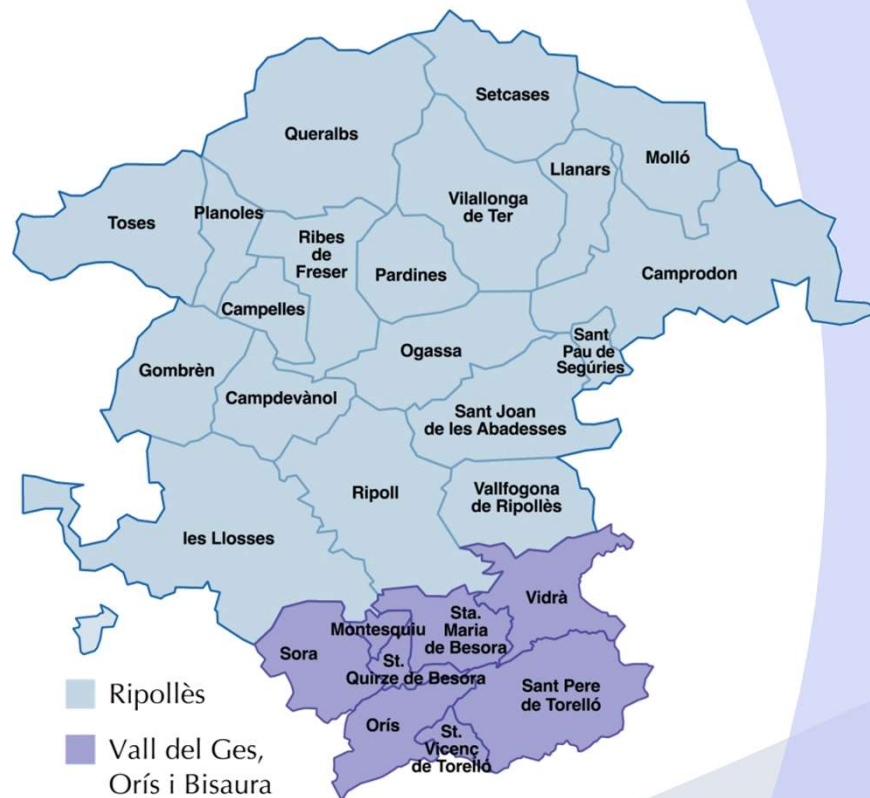 Setcases
Queralbs
Molló
Llanars
Vilallonga
de Ter
Planoles
Toses
Ribes
de
Freser
Pardines
Camprodon
Campelles
Sant
Pau de
Segúries
Ogassa
Gombrèn
Campdevànol
Sant Joan
de les Abadesses
Ripoll
Vallfogona
de Ripollès
les Llosses
Vidrà
Sta.
Maria
de Besora
Montesquiu
Sora
St.
Quirze de Besora
Sant Pere
de Torelló
Orís
St.
Vicenç
de Torelló
Ripollès
Vall del Ges,
Orís i Bisaura